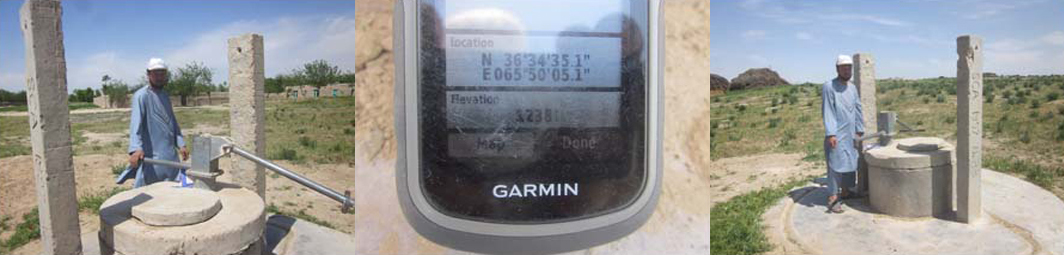 Location
N 36°34'35.1"
E065°50'05.1"
Elevation
Map
Done
GARMIN